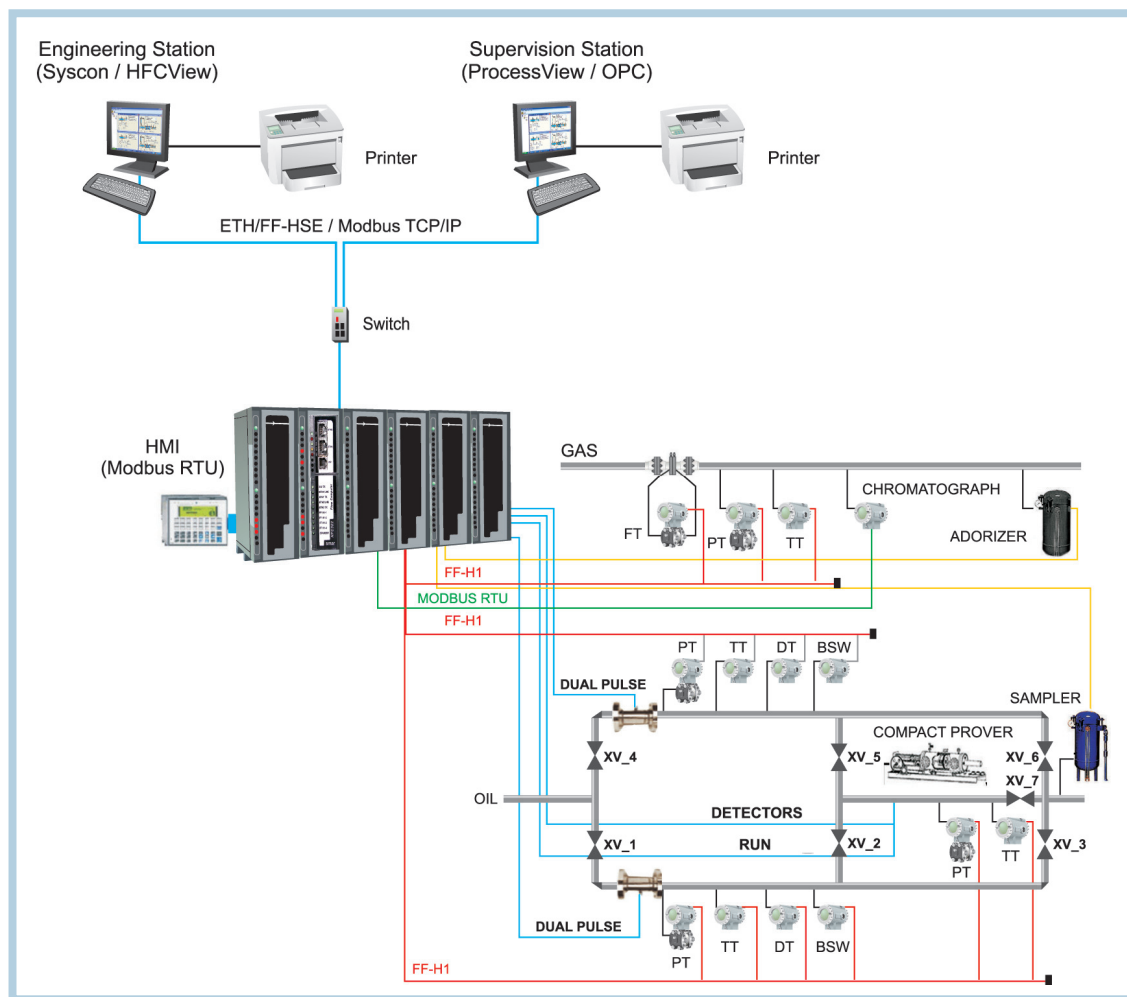 Engineering Station
(Syscon / HFCView)
Supervision Station
(ProcessView / OPC)
Printer
Printer
ETH/FF-HSE / Modbus TCP/IP
Switch
HMI
(Modbus RTU)
GAS
CHROMATOGRAPH
FT
PT
TT
ADORIZER
FF-H1
MODBUS RTU
FF-H1
PT
TT
DT
BSW
DUAL PULSE
SAMPLER
COMPACT PROVER
XV_4
XV_5
XV_6
XV_7
OIL
DETECTORS
RUN
XV_1
XV_2
XV_3
PT
TT
DUAL PULSE
PT
TT
DT
BSW
FF-H1